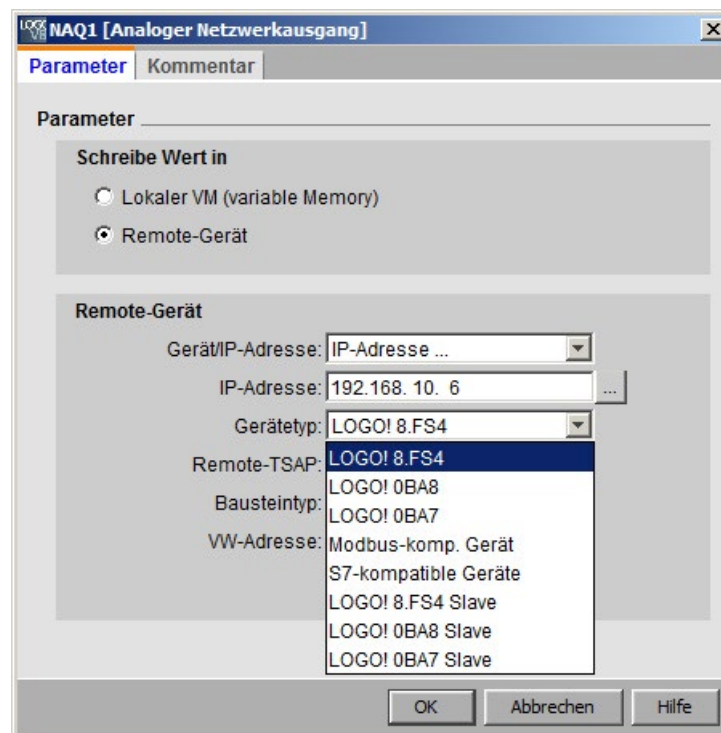 NAQ1 [Analoger Netzwerkausgang]
Parameter Kommentar
Parameter
Schreibe Wert in
Lokaler VM (variable Memory)
Remote-Gerät
Remote-Gerät
Gerät/IP-Adresse: IP-Adresse ...
IP-Adresse: 192.168. 10. 6 ...
Gerätetyp: LOGO! 8.FS4
Remote-TSAP: LOGO! 8.FS4
LOGO! 0BA8
Bausteintyp: LOGO! 0BA7
VW-Adresse: Modbus-komp. Gerät
S7-kompatible Geräte
LOGO! 8.FS4 Slave
LOGO! 0BA8 Slave
LOGO! 0BA7 Slave
OK Abbrechen Hilfe